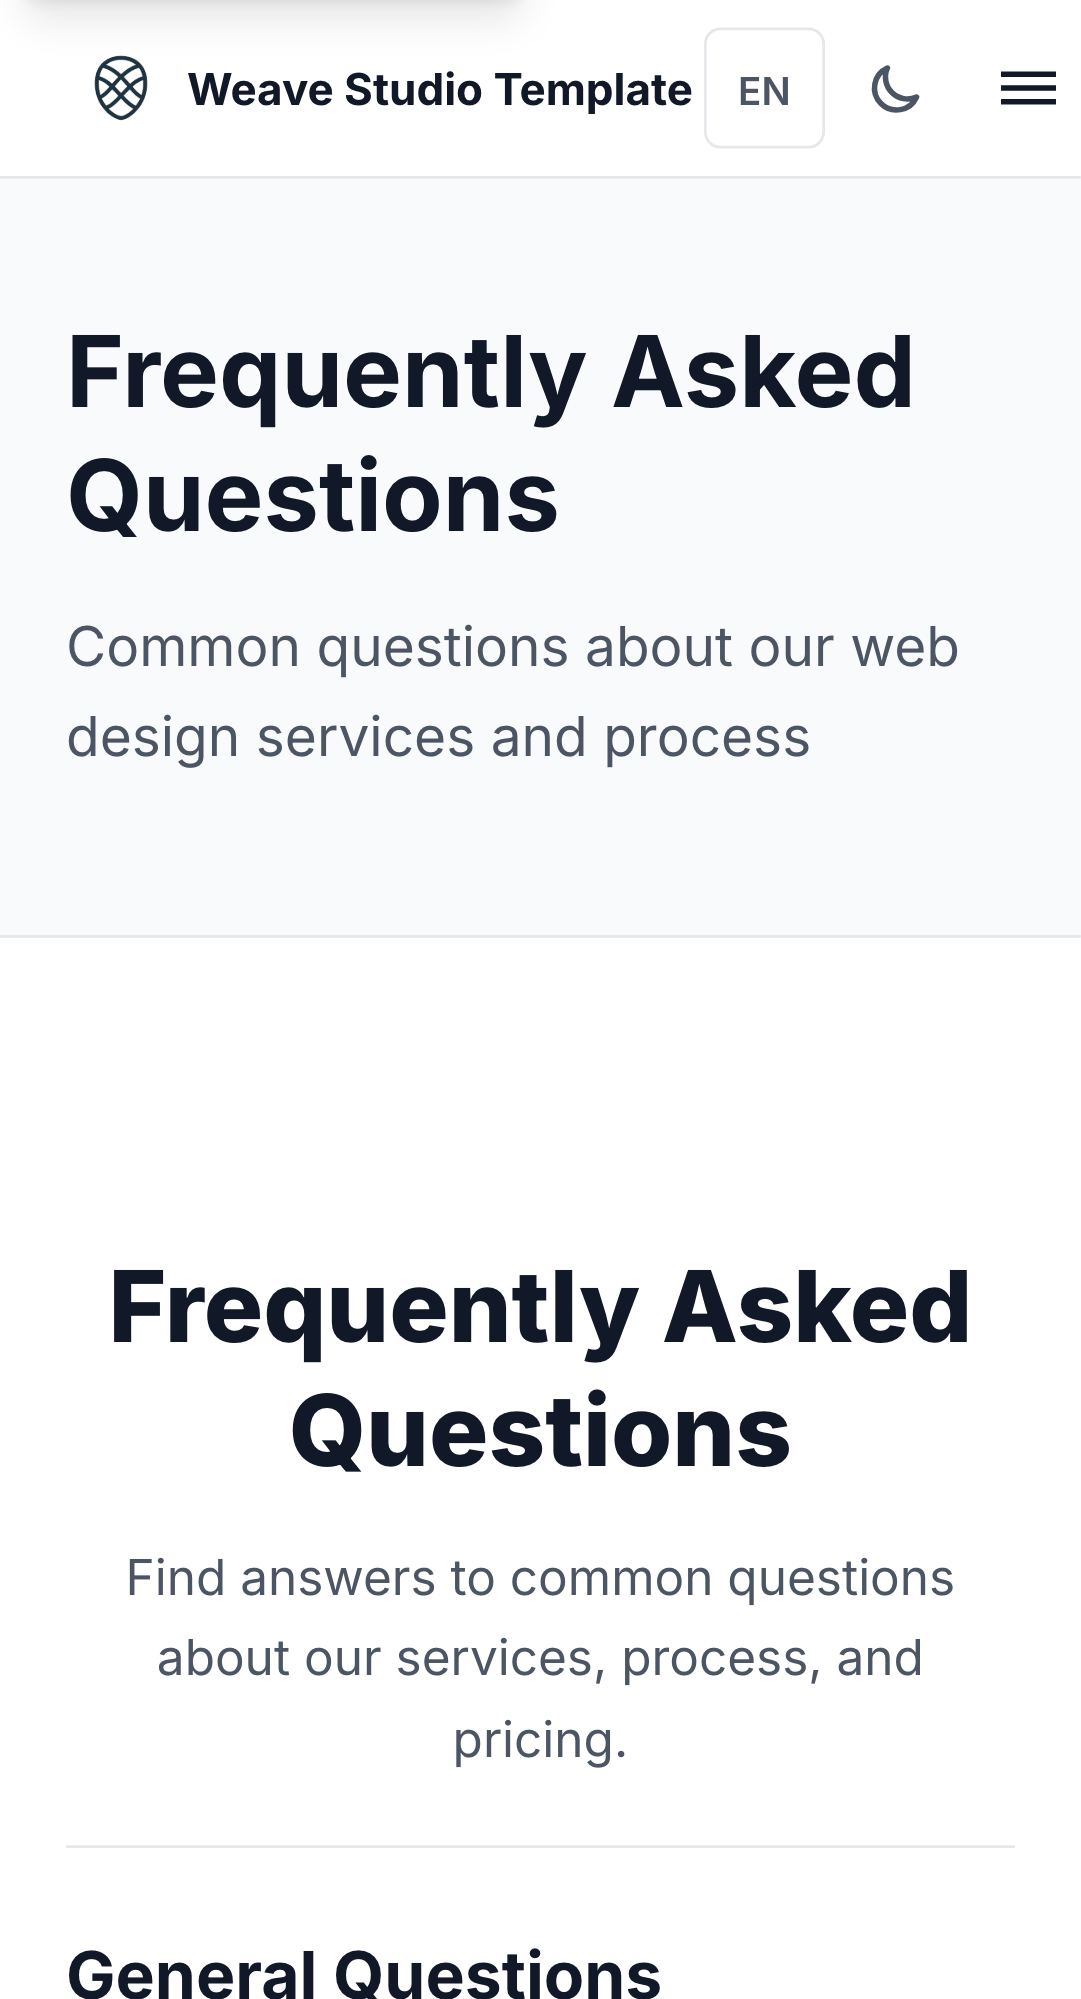 Weave Studio Template
EN
Frequently Asked
Questions
Common questions about our web
design services and process
Frequently Asked
Questions
Find answers to common questions
about our services, process, and
pricing.
General Questions